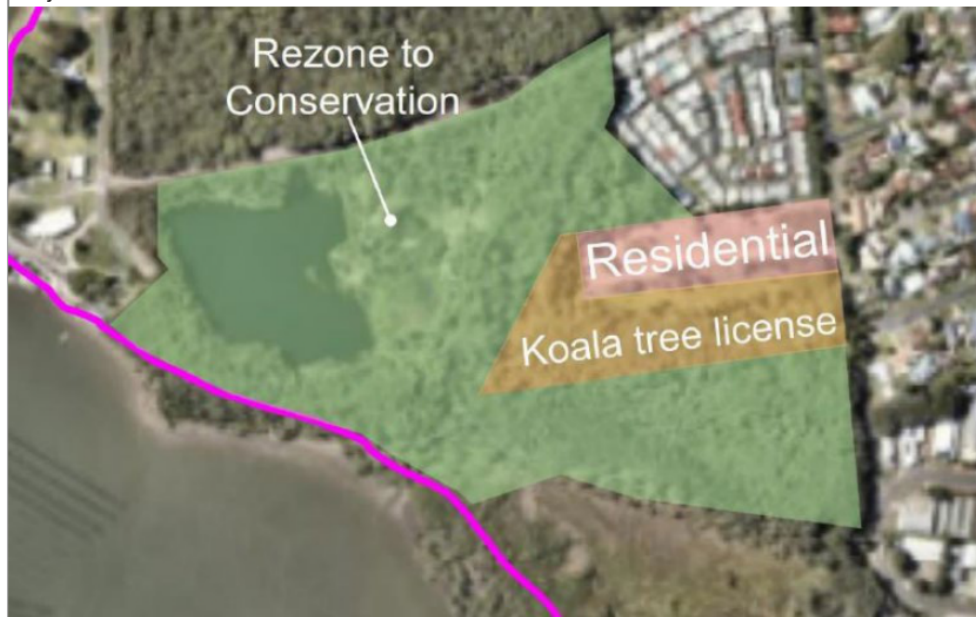 Rezone to
Conservation
Residential
Koala tree license